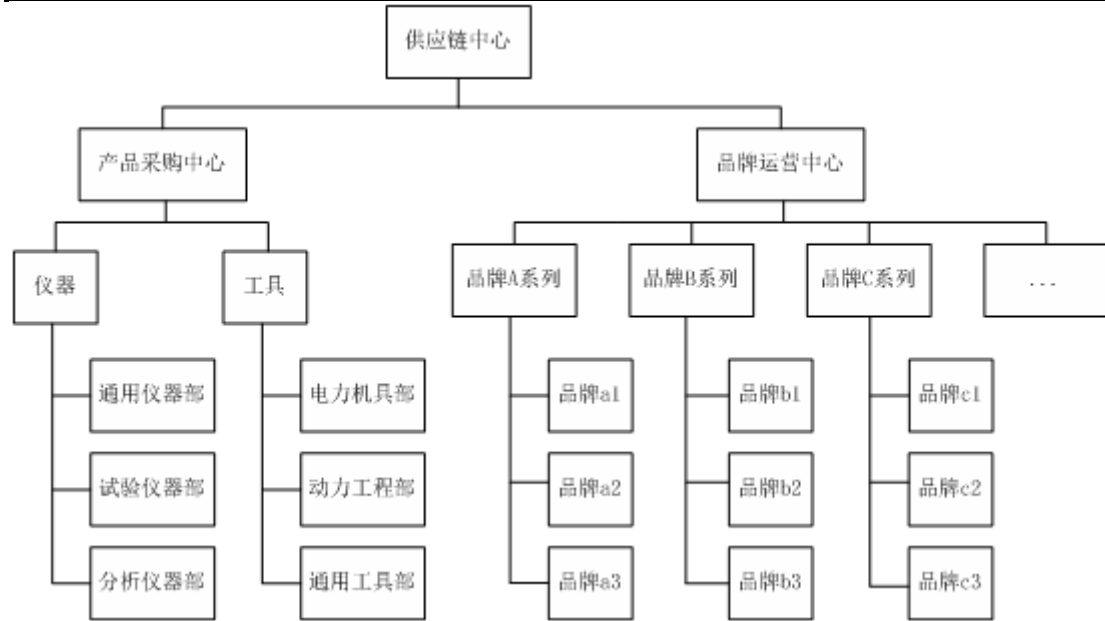 供应链中心
产品采购中心
品牌运营中心
仪器
工具
品牌A系列
品牌B系列
品牌C系列
...
通用仪器部
电力机具部
品牌a1
品牌b1
品牌c1
试验仪器部
动力工程部
品牌a2
品牌b2
品牌c2
分析仪器部
通用工具部
品牌a3
品牌b3
品牌c3